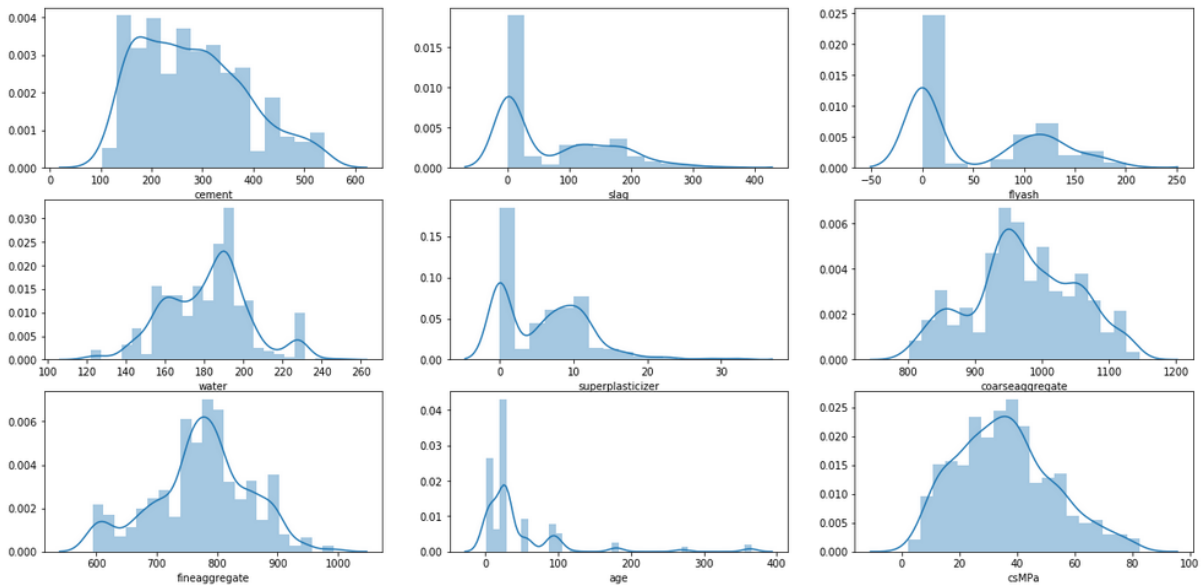 0.004
0.003
0.002
0.001
0.000
0 100 200 300 400 500 600
cement
0.015
0.010
0.005
0.000
0 100 200 300 400
slag
0.025
0.020
0.015
0.010
0.005
0.000
−50 0 50 100 150 200 250
flyash
0.030
0.025
0.020
0.015
0.010
0.005
0.000
100 120 140 160 180 200 220 240 260
water
0.15
0.10
0.05
0.00
0 10 20 30
superplasticizer
0.006
0.004
0.002
0.000
800 900 1000 1100 1200
coarseaggregate
0.006
0.004
0.002
0.000
600 700 800 900 1000
fineaggregate
0.04
0.03
0.02
0.01
0.00
0 100 200 300 400
age
0.025
0.020
0.015
0.010
0.005
0.000
0 20 40 60 80 100
csMPa